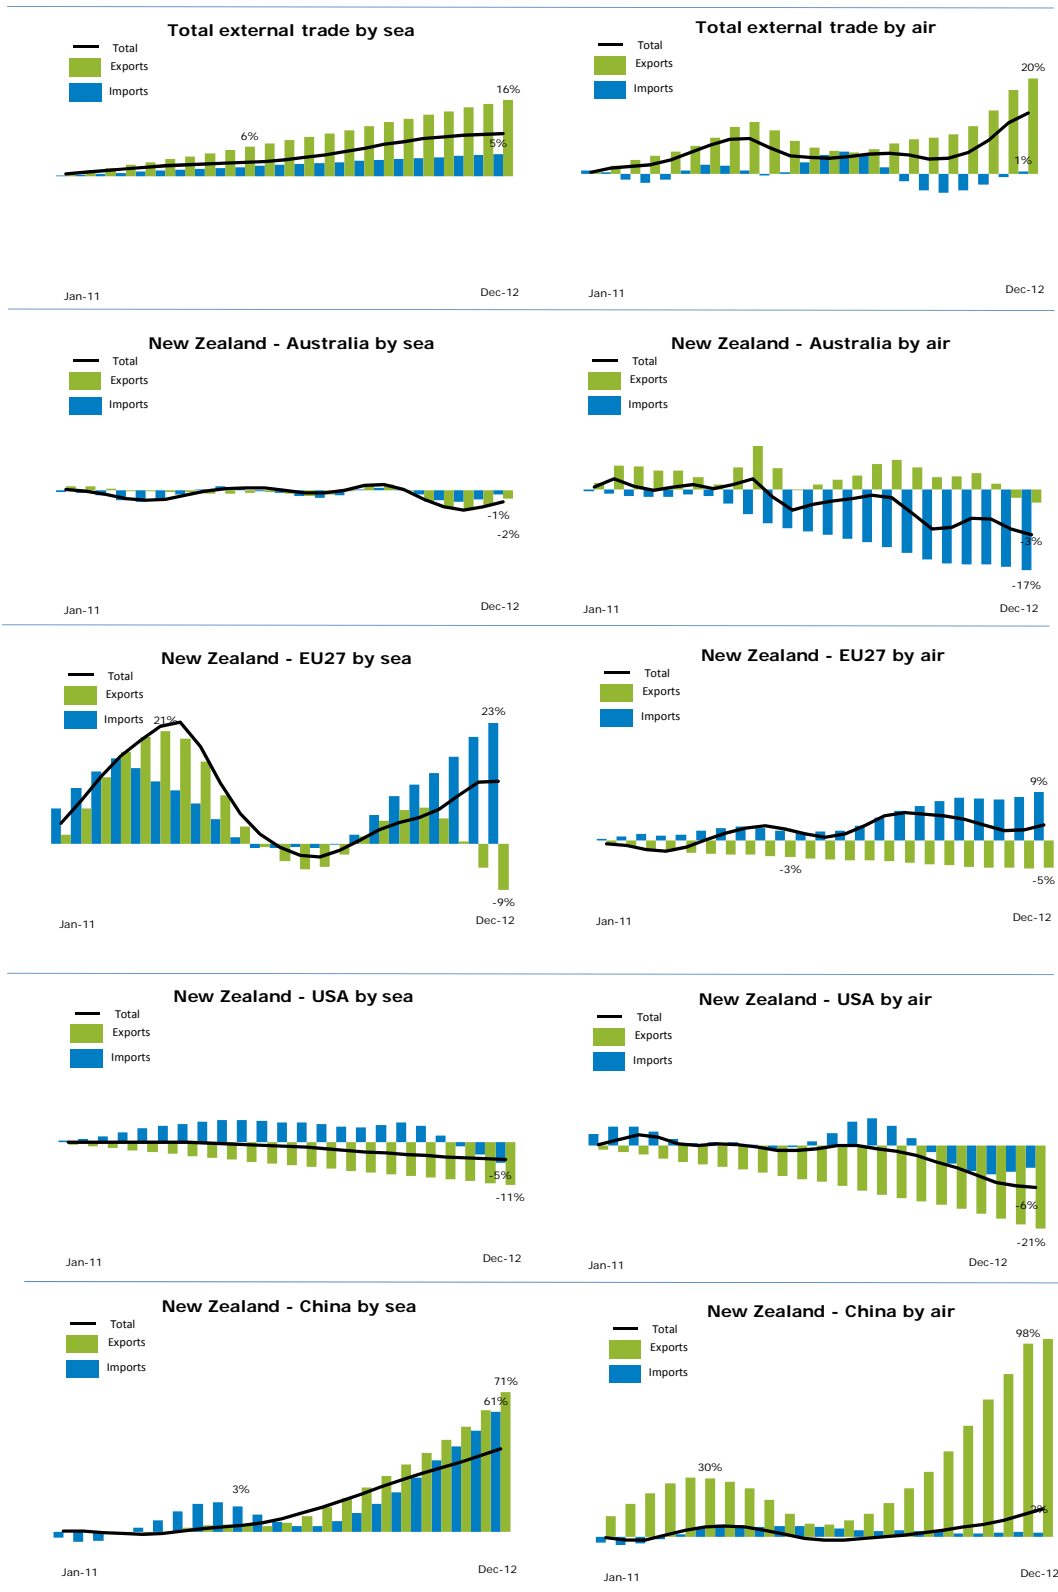 Total external trade by sea
Total
Exports
Imports
6%
16%
5%
Jan-11
Dec-12
Total external trade by air
Total
Exports
Imports
20%
1%
Jan-11
Dec-12
New Zealand - Australia by sea
Total
Exports
Imports
-1%
-2%
Jan-11
Dec-12
New Zealand - Australia by air
Total
Exports
Imports
-3%
-17%
Jan-11
Dec-12
New Zealand - EU27 by sea
Total
Exports
Imports
21%
23%
-9%
Jan-11
Dec-12
New Zealand - EU27 by air
Total
Exports
Imports
9%
-3%
-5%
Jan-11
Dec-12
New Zealand - USA by sea
Total
Exports
Imports
-5%
-11%
Jan-11
Dec-12
New Zealand - USA by air
Total
Exports
Imports
-6%
-21%
Jan-11
Dec-12
New Zealand - China by sea
Total
Exports
Imports
3%
71%
61%
Jan-11
Dec-12
New Zealand - China by air
Total
Exports
Imports
30%
98%
2%
Jan-11
Dec-12